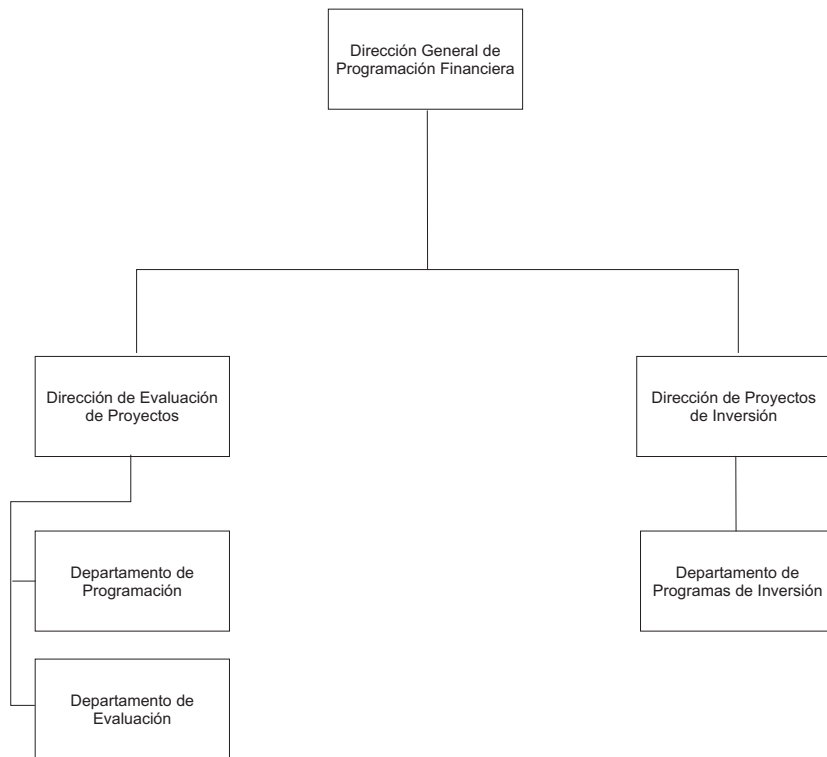 Dirección General de
Programación Financiera
Dirección de Evaluación
de Proyectos
Dirección de Proyectos
de Inversión
Departamento de
Programación
Departamento de
Programas de Inversión
Departamento de
Evaluación